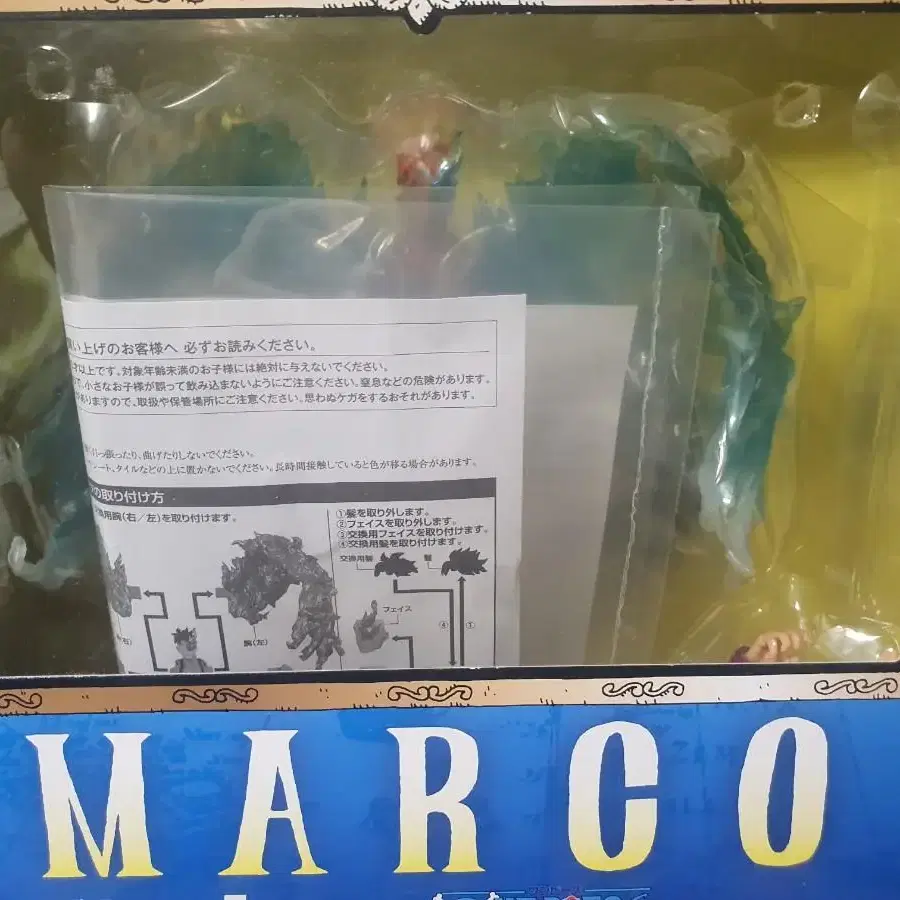 い上げのお客様へ 必ずお読みください。
才以上です。対象年齢未満のお子様には絶対に与えないでください。
小さなお子様が誤って飲み込まないようにご注意ください。窒息などの危険があります。
ありますので、取扱や保管場所にご注意ください。思わぬケガをするおそれがあります。
引っ張ったり、曲げたりしないでください。
シート、タイルなどの上に置かないでください。長時間接触していると色が移る場合があります。
の取り付け方
交換用腕(右/左)を取り付けます。
①髪を取り外します。
②フェイスを取り外します。
③交換用フェイスを取り付けます。
④交換用髪を取り付けます。
交換用髪
髪
フェイス
④
①
(右)
腕(左)
MARCO